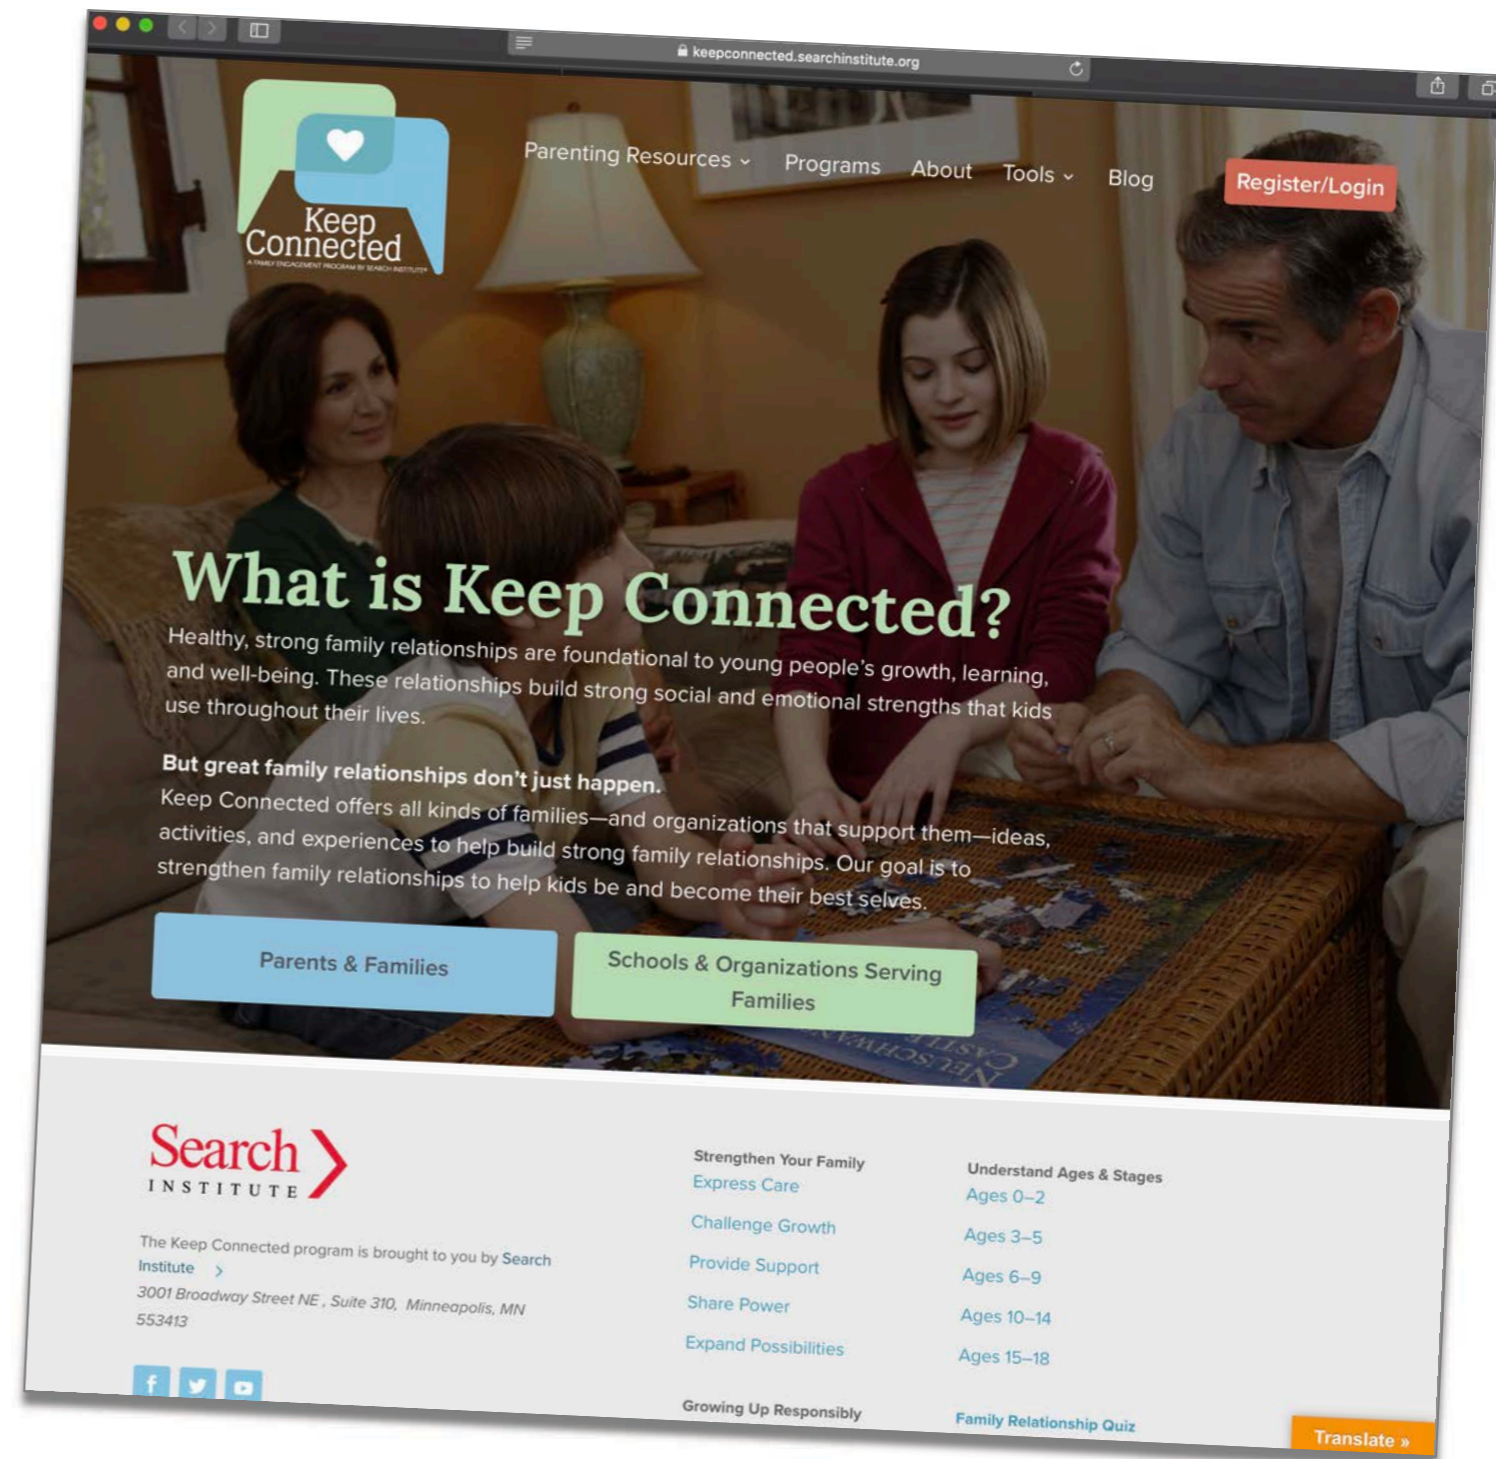 keepconnected.searchinstitute.org
Keep
Connected
A FAMILY ENGAGEMENT PROGRAM BY SEARCH INSTITUTE®
Parenting Resources
Programs
About
Tools
Blog
Register/Login
What is Keep Connected?
Healthy, strong family relationships are foundational to young people's growth, learning,
and well-being. These relationships build strong social and emotional strengths that kids
use throughout their lives.
But great family relationships don't just happen.
Keep Connected offers all kinds of families—and organizations that support them—ideas,
activities, and experiences to help build strong family relationships. Our goal is to
strengthen family relationships to help kids be and become their best selves.
Parents & Families
Schools & Organizations Serving
Families
NEUSCHWAN
CASTLE
Search
INSTITUTE
The Keep Connected program is brought to you by Search
Institute >
3001 Broadway Street NE , Suite 310, Minneapolis, MN
553413
Strengthen Your Family
Express Care
Challenge Growth
Provide Support
Share Power
Expand Possibilities
Growing Up Responsibly
Understand Ages & Stages
Ages 0–2
Ages 3–5
Ages 6–9
Ages 10–14
Ages 15–18
Family Relationship Quiz
Translate »